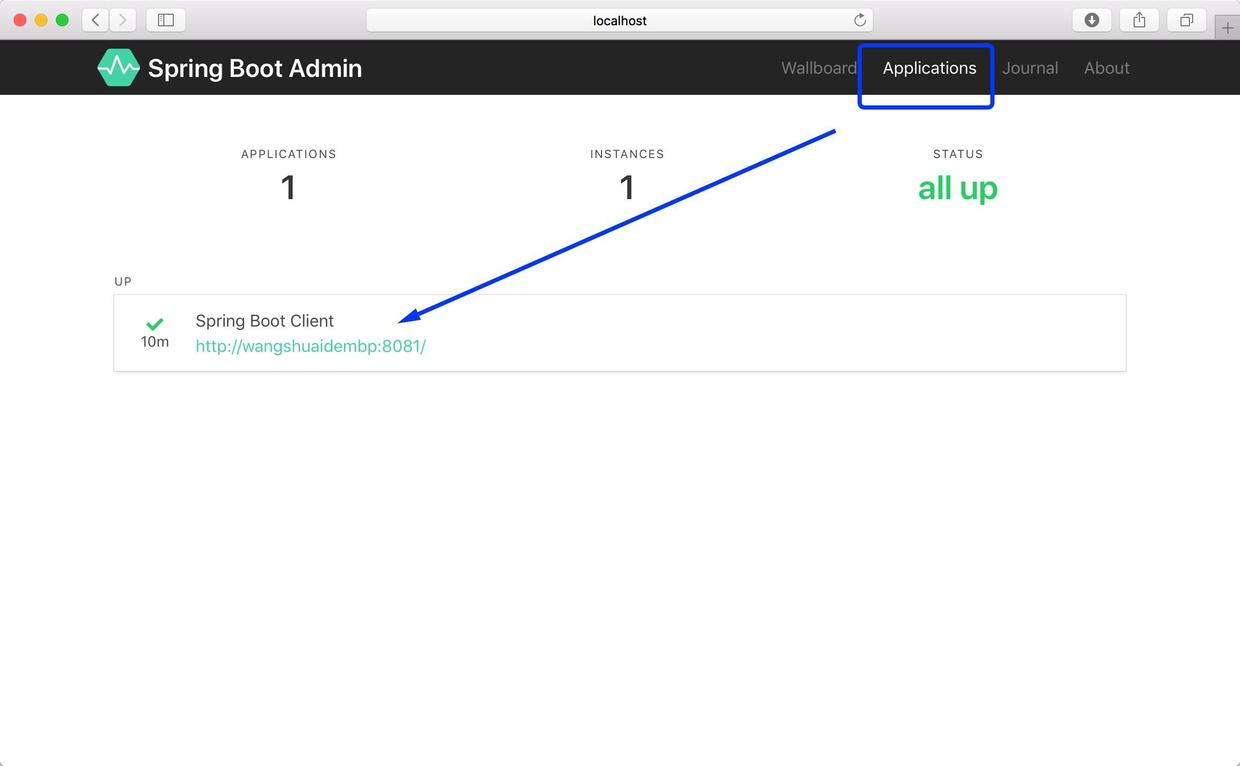 localhost
Spring Boot Admin
Wallboard Applications Journal About
APPLICATIONS INSTANCES STATUS
1 1 all up
UP
Spring Boot Client
10m
http://wangshuaidembp:8081/